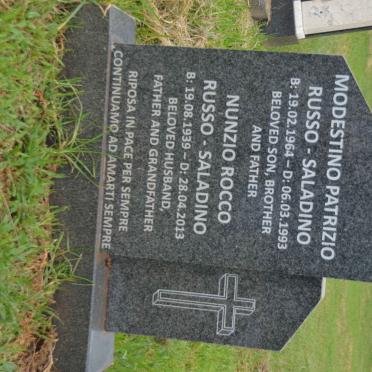 MODESTINO PATRIZIO
RUSSO - SALADINO
B: 19.02.1964 - D: 06.03.1993
BELOVED SON, BROTHER
AND FATHER
NUNZIO ROCCO
RUSSO - SALADINO
B: 19.08.1939 - D: 28.04.2013
BELOVED HUSBAND,
FATHER AND GRANDFATHER
RIPOSA IN PACE PER SEMPRE
CONTINUAMO AD AMARTI SEMPRE